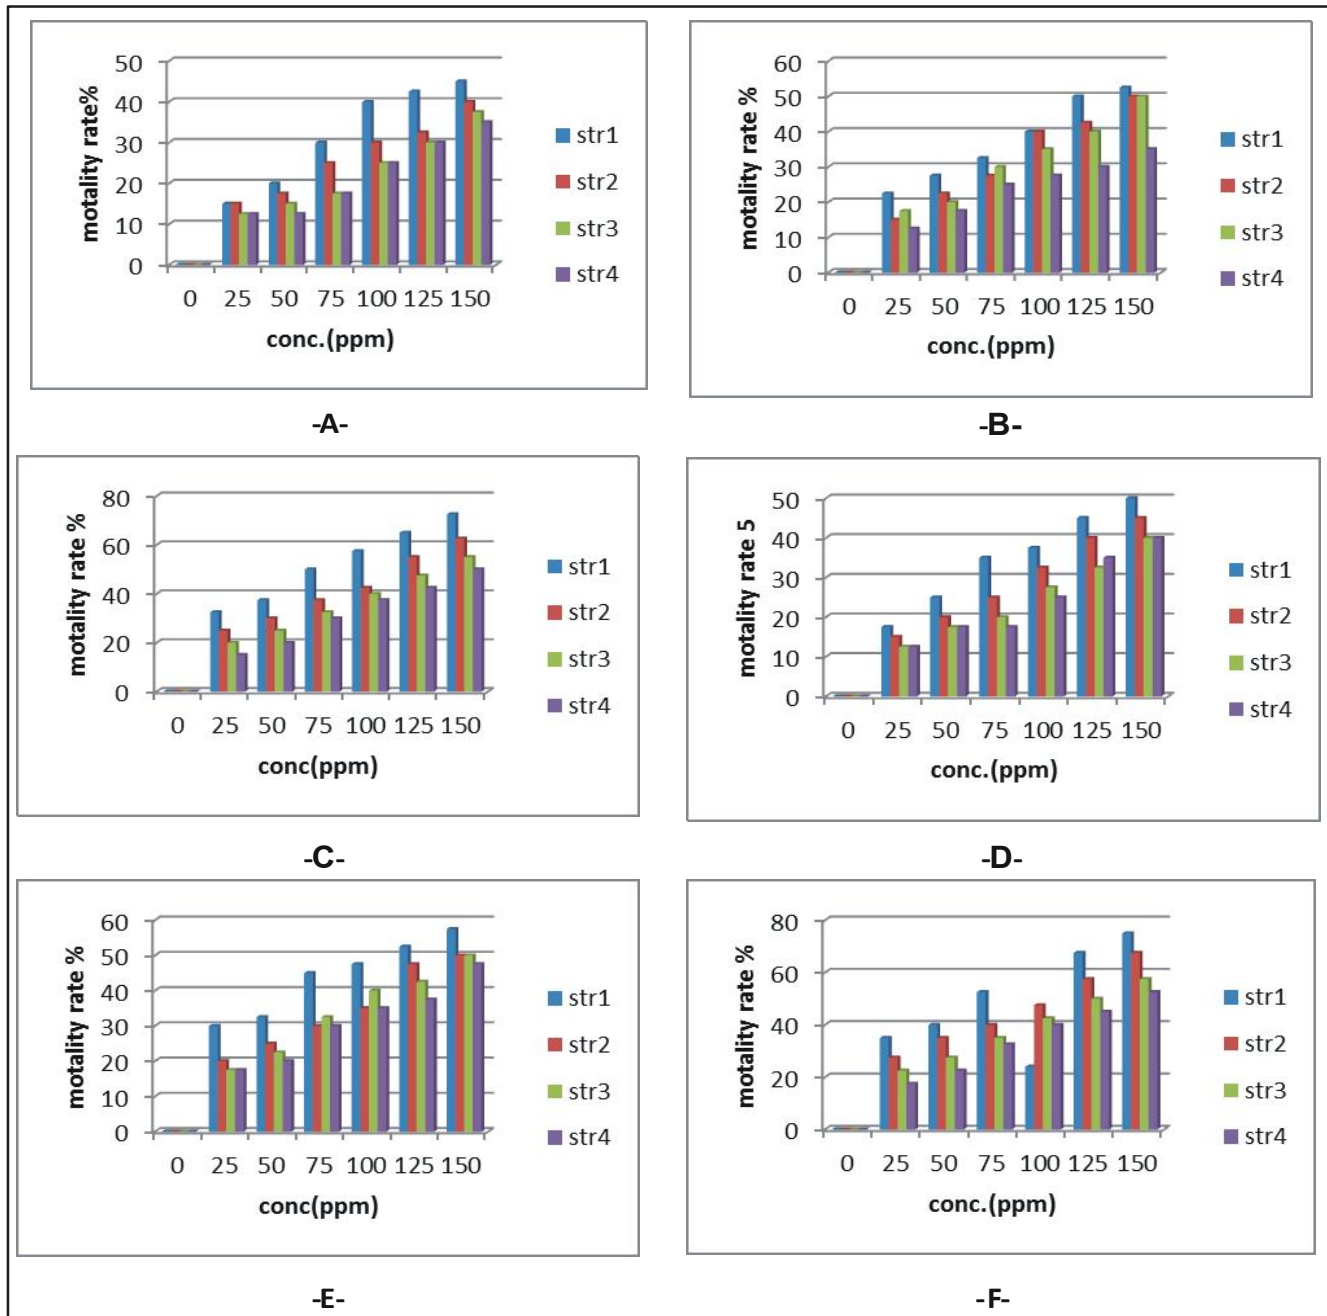 50
40
30
20
10
0
motality rate%
0 25 50 75 100 125 150
conc.(ppm)
str1
str2
str3
str4
-A-
60
50
40
30
20
10
0
motality rate %
0 25 50 75 100 125 150
conc.(ppm)
str1
str2
str3
str4
-B-
80
60
40
20
0
motality rate %
0 25 50 75 100 125 150
conc(ppm)
str1
str2
str3
str4
-C-
50
40
30
20
10
0
motality rate 5
0 25 50 75 100 125 150
conc.(ppm)
str1
str2
str3
str4
-D-
60
50
40
30
20
10
0
motality rate %
0 25 50 75 100 125 150
conc(ppm)
str1
str2
str3
str4
-E-
80
60
40
20
0
motality rate %
0 25 50 75 100 125 150
conc.(ppm)
str1
str2
str3
str4
-F-